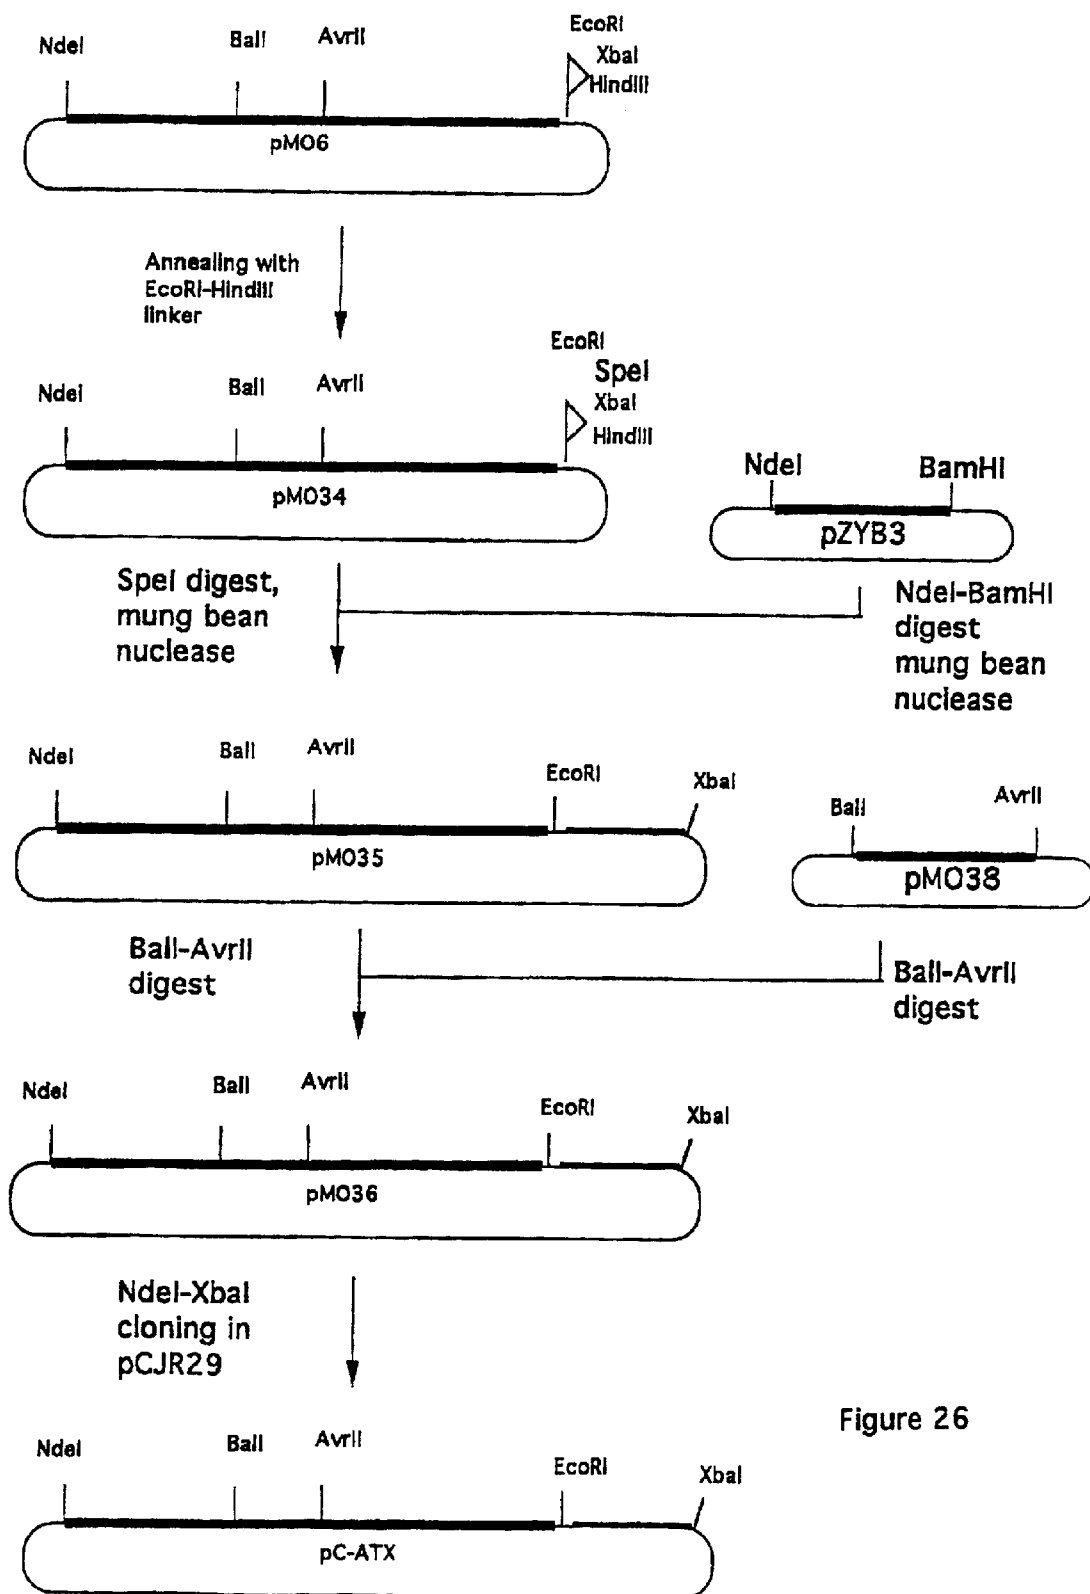 EcoRI
NdeI
BalI
AvrII
XbaI
HindIII
pMO6
Annealing with
EcoRI-HindIII
linker
EcoRI
SpeI
NdeI
BalI
AvrII
XbaI
HindIII
pMO34
NdeI
BamHI
pZYB3
SpeI digest,
mung bean
nuclease
NdeI-BamHI
digest
mung bean
nuclease
NdeI
BalI
AvrII
EcoRI
XbaI
pMO35
BalI
AvrII
pMO38
BalI-AvrII
digest
BalI-AvrII
digest
NdeI
BalI
AvrII
EcoRI
XbaI
pMO36
NdeI-XbaI
cloning in
pCJR29
Figure 26
NdeI
BalI
AvrII
EcoRI
XbaI
pC-ATX